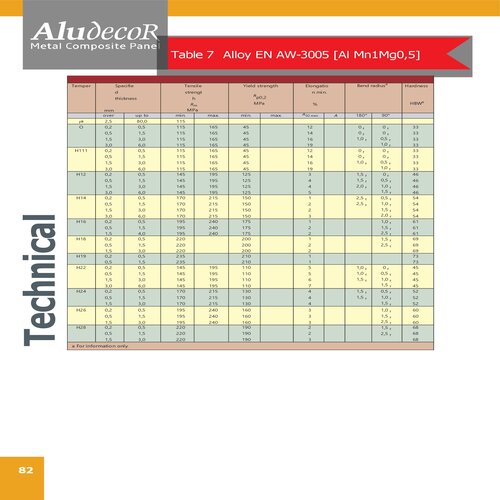 AludecoR
Metal Composite Panel
Table 7 Alloy EN AW-3005 [Al Mn1Mg0,5]
Temper Specifie Tensile Yield strength Elongatio Bend radiusᵃ Hardness
d strengt n min.
thickness h Rp0,2
Rm MPa % HBWᵃ
mm MPa
over up to min. max. min. max. A50 mm A 180° 90°
Fᵃ 2,5 80,0 115
O 0,2 0,5 115 165 45 12 0 t 0 t 33
0,5 1,5 115 165 45 14 0 t 0 t 33
1,5 3,0 115 165 45 16 1,0 t 0,5 t 33
3,0 6,0 115 165 45 19 1,0 t 33
H111 0,2 0,5 115 165 45 12 0 t 0 t 33
0,5 1,5 115 165 45 14 0 t 0 t 33
1,5 3,0 115 165 45 16 1,0 t 0,5 t 33
3,0 6,0 115 165 45 19 1,0 t 33
H12 0,2 0,5 145 195 125 3 1,5 t 0 t 46
0,5 1,5 145 195 125 4 1,5 t 0,5 t 46
1,5 3,0 145 195 125 4 2,0 t 1,0 t 46
3,0 6,0 145 195 125 5 1,5 t 46
H14 0,2 0,5 170 215 150 1 2,5 t 0,5 t 54
0,5 1,5 170 215 150 2 2,5 t 1,0 t 54
1,5 3,0 170 215 150 2 1,5 t 54
3,0 6,0 170 215 150 3 2,0 t 54
H16 0,2 0,5 195 240 175 1 1,0 t 61
0,5 1,5 195 240 175 2 1,5 t 61
1,5 3,0 195 240 175 2 2,5 t 61
H18 0,2 0,5 220 200 1 1,5 t 69
0,5 1,5 220 200 2 2,5 t 69
1,5 3,0 220 200 2 69
H19 0,2 0,5 235 210 1 73
0,5 1,5 235 210 1 73
H22 0,2 0,5 145 195 110 5 1,0 t 0 t 45
0,5 1,5 145 195 110 5 1,0 t 0,5 t 45
1,5 3,0 145 195 110 6 1,5 t 1,0 t 45
3,0 6,0 145 195 110 7 1,5 t 45
H24 0,2 0,5 170 215 130 4 1,5 t 0,5 t 52
0,5 1,5 170 215 130 4 1,5 t 1,0 t 52
1,5 3,0 170 215 130 4 1,5 t 52
H26 0,2 0,5 195 240 160 3 1,0 t 60
0,5 1,5 195 240 160 3 1,5 t 60
1,5 3,0 195 240 160 3 2,5 t 60
H28 0,2 0,5 220 190 2 1,5 t 68
0,5 1,5 220 190 2 2,5 t 68
1,5 3,0 220 190 3 68
a For information only.
Technical
82